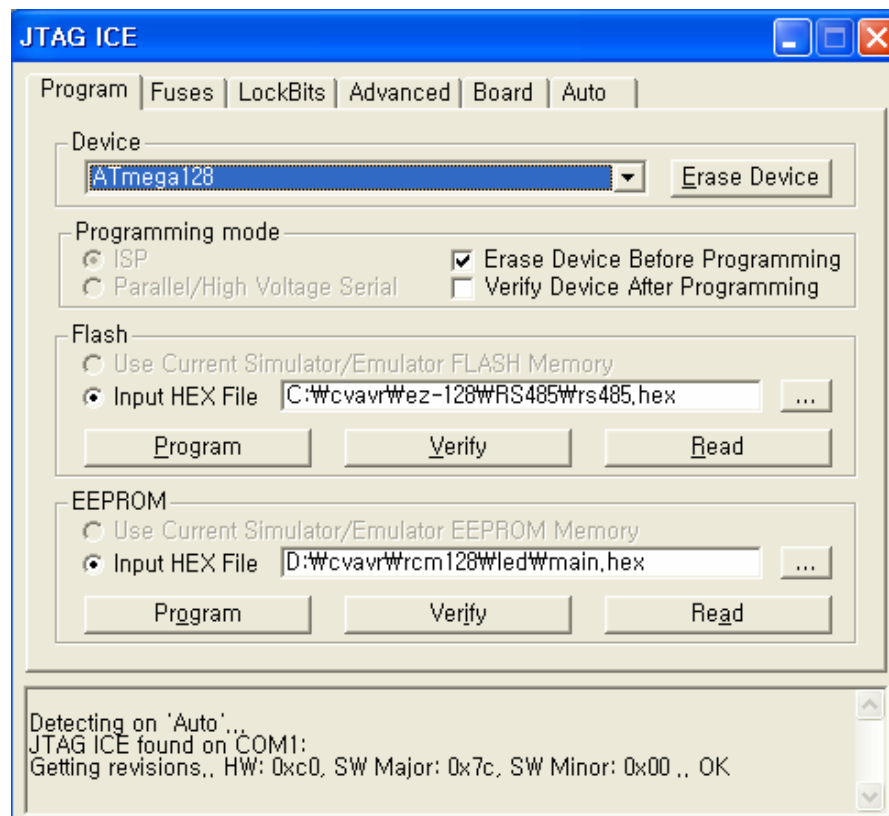 JTAG ICE
Program Fuses LockBits Advanced Board Auto
Device
ATmega128 Erase Device
Programming mode
ISP Erase Device Before Programming
Parallel/High Voltage Serial Verify Device After Programming
Flash
Use Current Simulator/Emulator FLASH Memory
Input HEX File C:₩cvavr₩ez-128₩RS485₩rs485.hex ...
Program Verify Read
EEPROM
Use Current Simulator/Emulator EEPROM Memory
Input HEX File D:₩cvavr₩rcm128₩led₩main.hex ...
Program Verify Read
Detecting on 'Auto'...
JTAG ICE found on COM1:
Getting revisions.. HW: 0xc0, SW Major: 0x7c, SW Minor: 0x00 .. OK